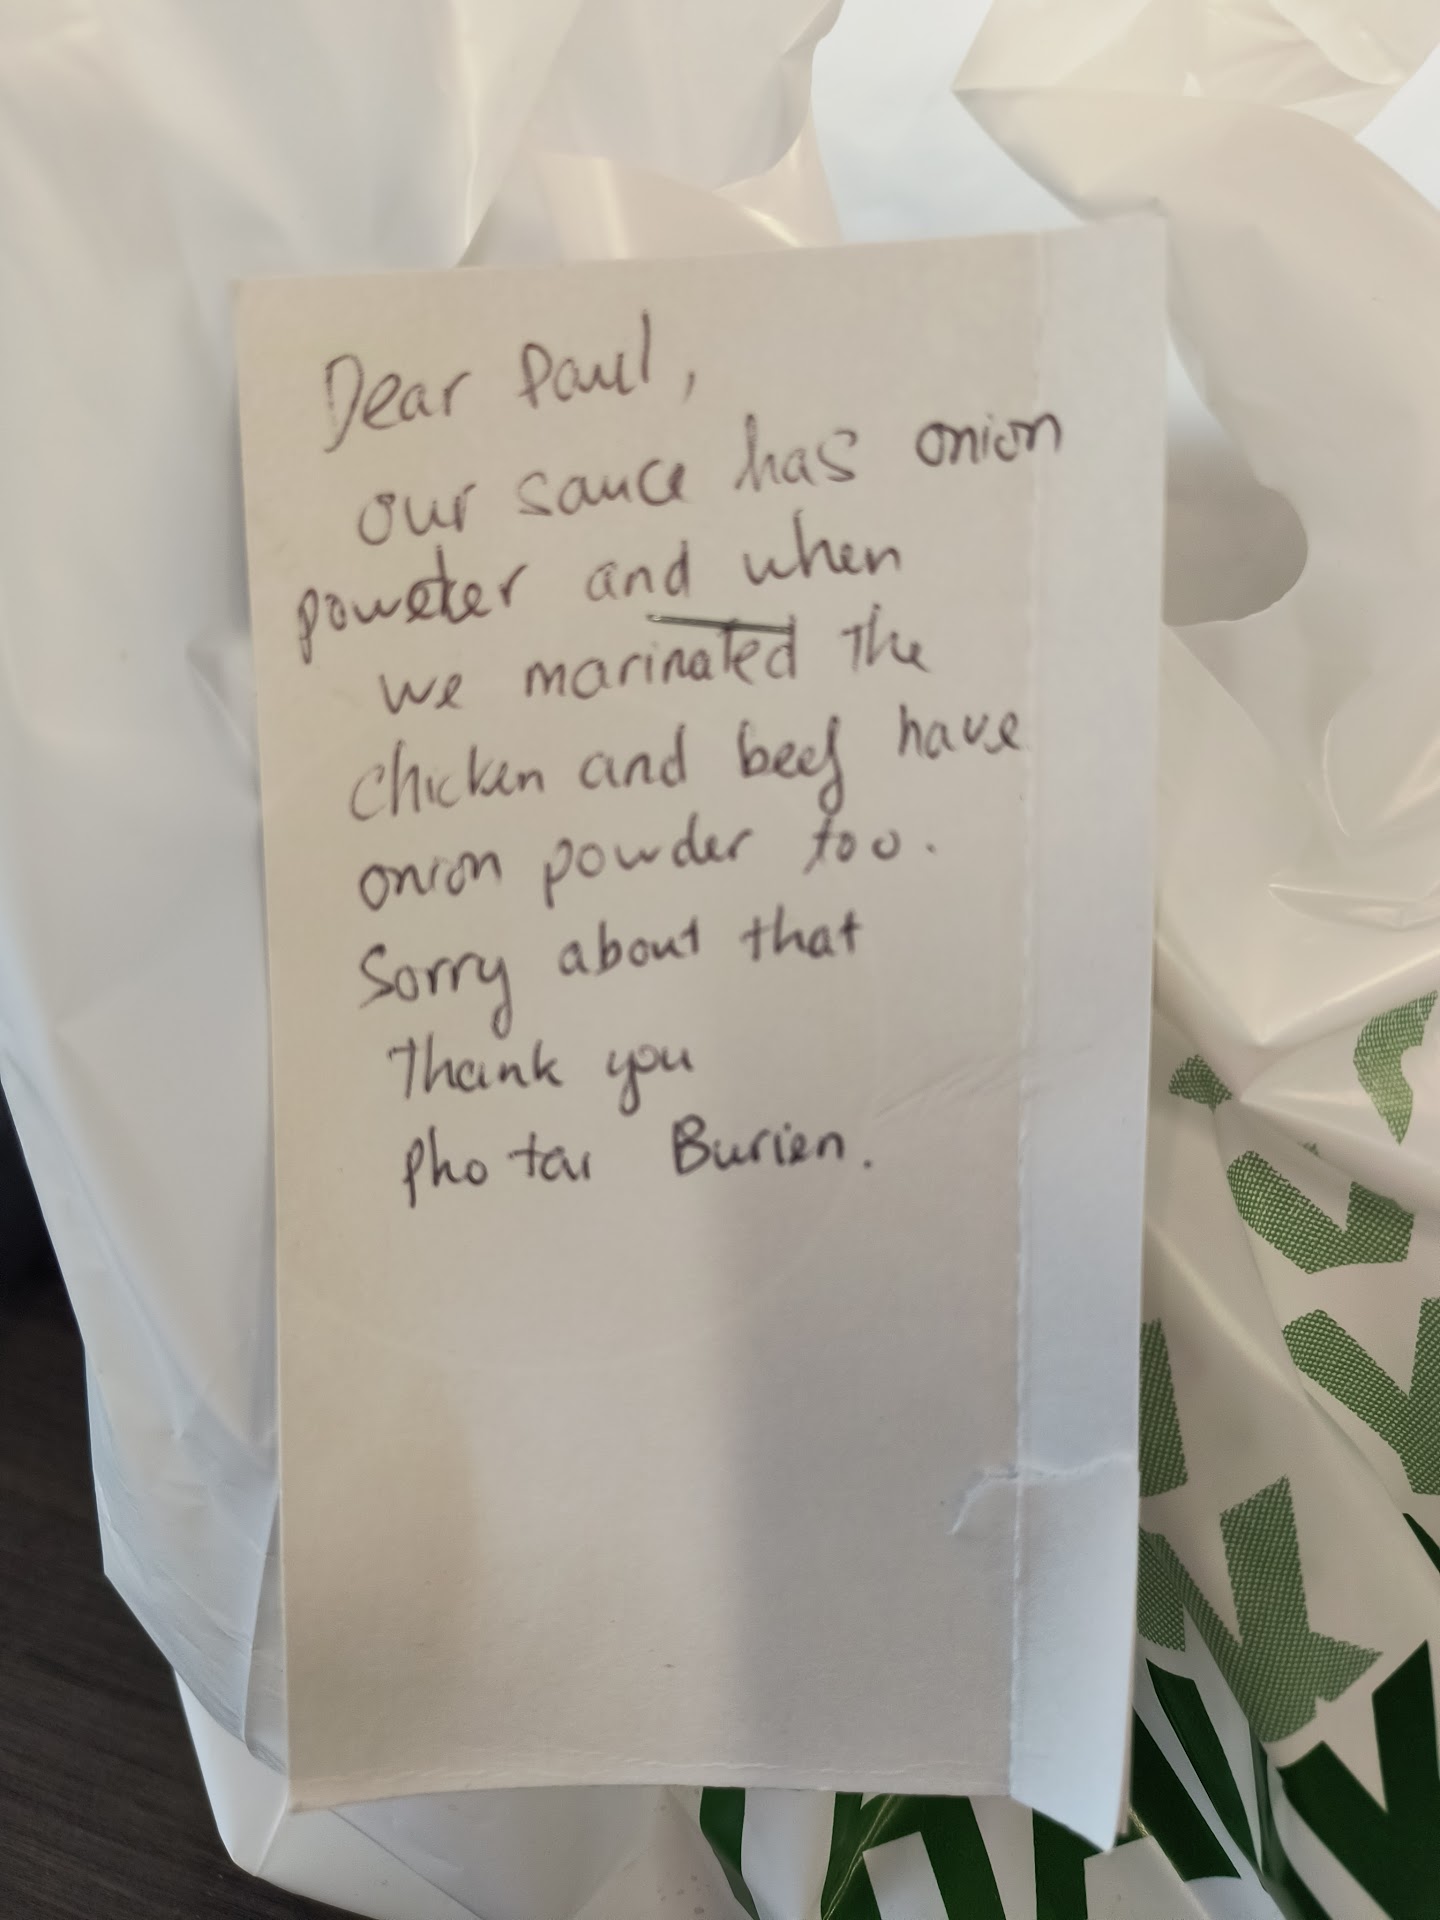 Dear Paul,
our sauce has onion
powder and when
we marinated the
chicken and beef have
onion powder too.
Sorry about that
Thank you
pho tai Burien.